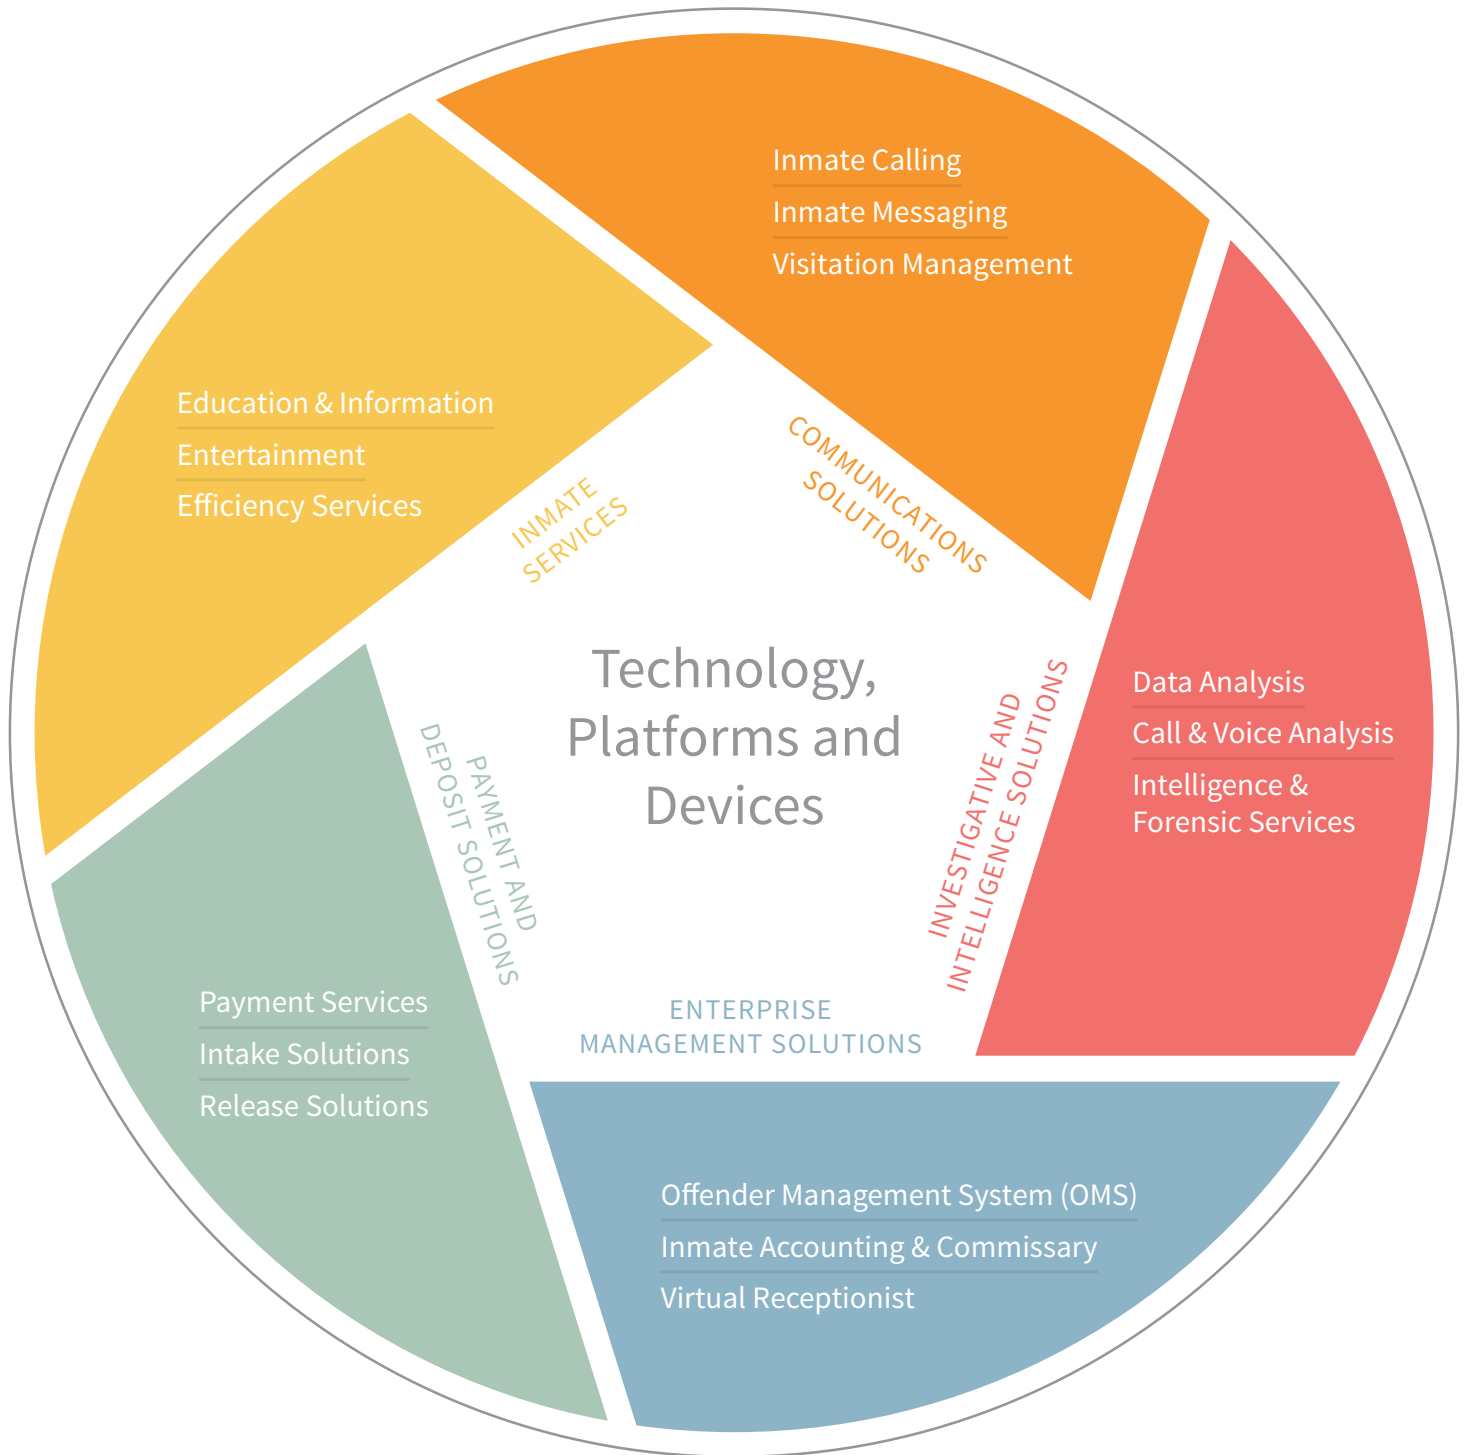 Inmate Calling
Inmate Messaging
Visitation Management
COMMUNICATIONS
SOLUTIONS
Data Analysis
Call & Voice Analysis
Intelligence &
Forensic Services
INVESTIGATIVE AND
INTELLIGENCE SOLUTIONS
Offender Management System (OMS)
Inmate Accounting & Commissary
Virtual Receptionist
ENTERPRISE
MANAGEMENT SOLUTIONS
Payment Services
Intake Solutions
Release Solutions
PAYMENT AND
DEPOSIT SOLUTIONS
Education & Information
Entertainment
Efficiency Services
INMATE
SERVICES
Technology,
Platforms and
Devices